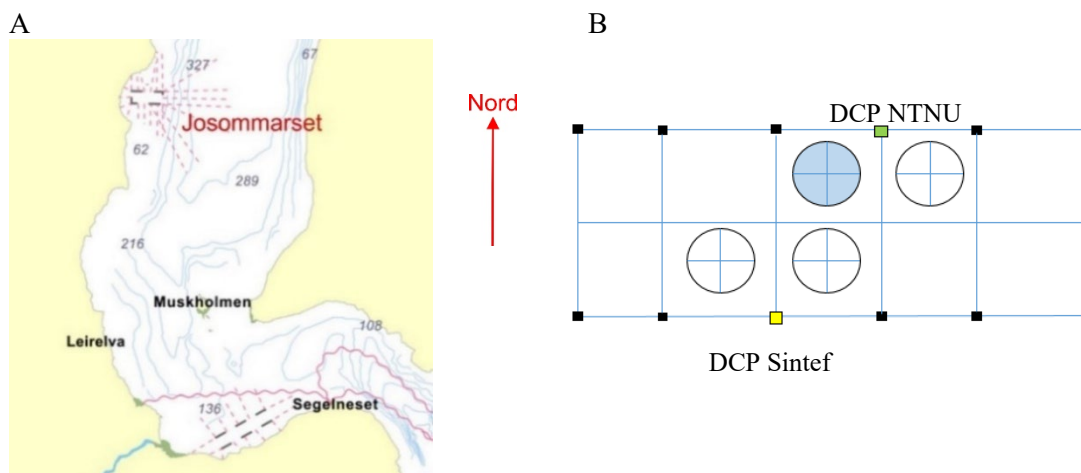 A
B
67
327
Josommarset
62
289
216
Muskholmen
108
Leirelva
136
Segelneset
Nord
DCP NTNU
DCP Sintef